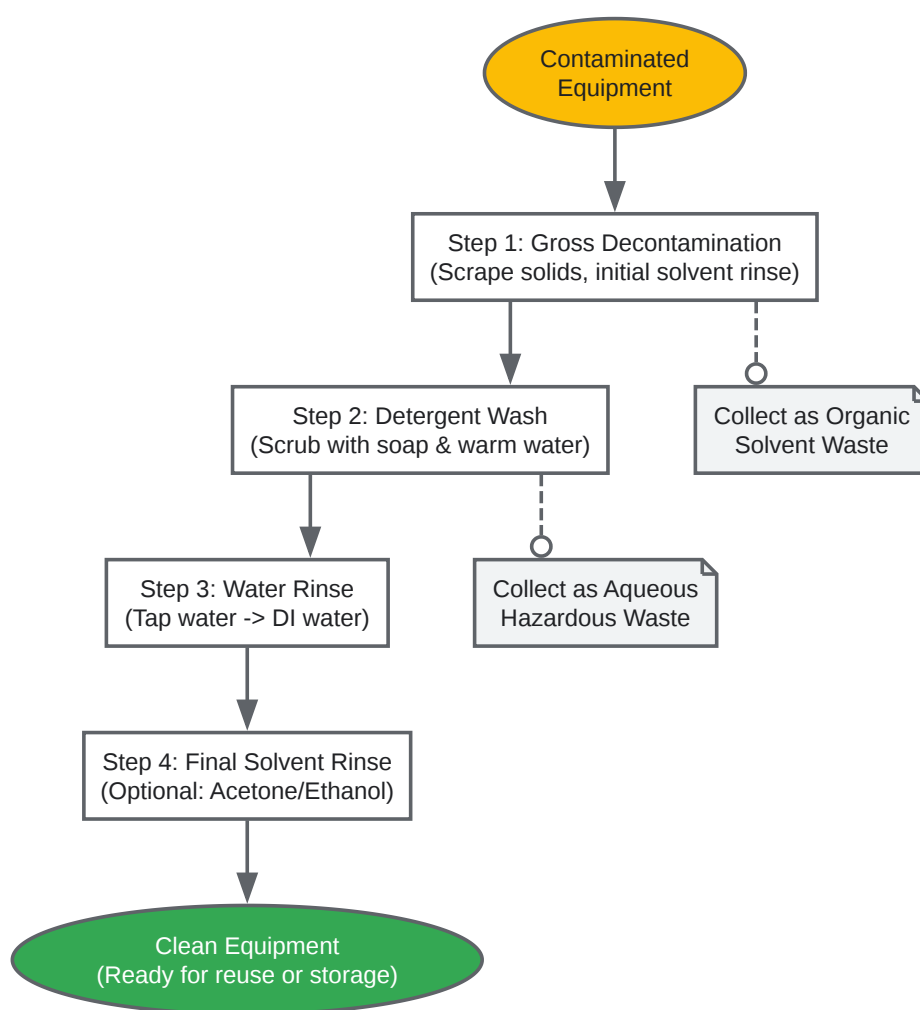 Contaminated
Equipment
Step 1: Gross Decontamination
(Scrape solids, initial solvent rinse)
Step 2: Detergent Wash
(Scrub with soap & warm water)
Collect as Organic
Solvent Waste
Step 3: Water Rinse
(Tap water -> DI water)
Collect as Aqueous
Hazardous Waste
Step 4: Final Solvent Rinse
(Optional: Acetone/Ethanol)
Clean Equipment
(Ready for reuse or storage)